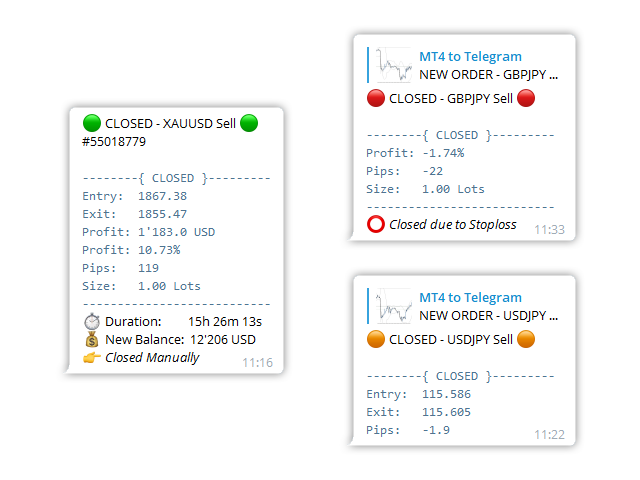 CLOSED - XAUUSD Sell
#55018779
--------{ CLOSED }---------
Entry: 1867.38
Exit: 1855.47
Profit: 1'183.0 USD
Profit: 10.73%
Pips: 119
Size: 1.00 Lots
---------------------------
Duration: 15h 26m 13s
New Balance: 12'206 USD
Closed Manually
11:16
MT4 to Telegram
NEW ORDER - GBPJPY ...
CLOSED - GBPJPY Sell
--------{ CLOSED }---------
Profit: -1.74%
Pips: -22
Size: 1.00 Lots
---------------------------
Closed due to Stoploss
11:33
MT4 to Telegram
NEW ORDER - USDJPY ...
CLOSED - USDJPY Sell
--------{ CLOSED }---------
Entry: 115.586
Exit: 115.605
Pips: -1.9
11:22